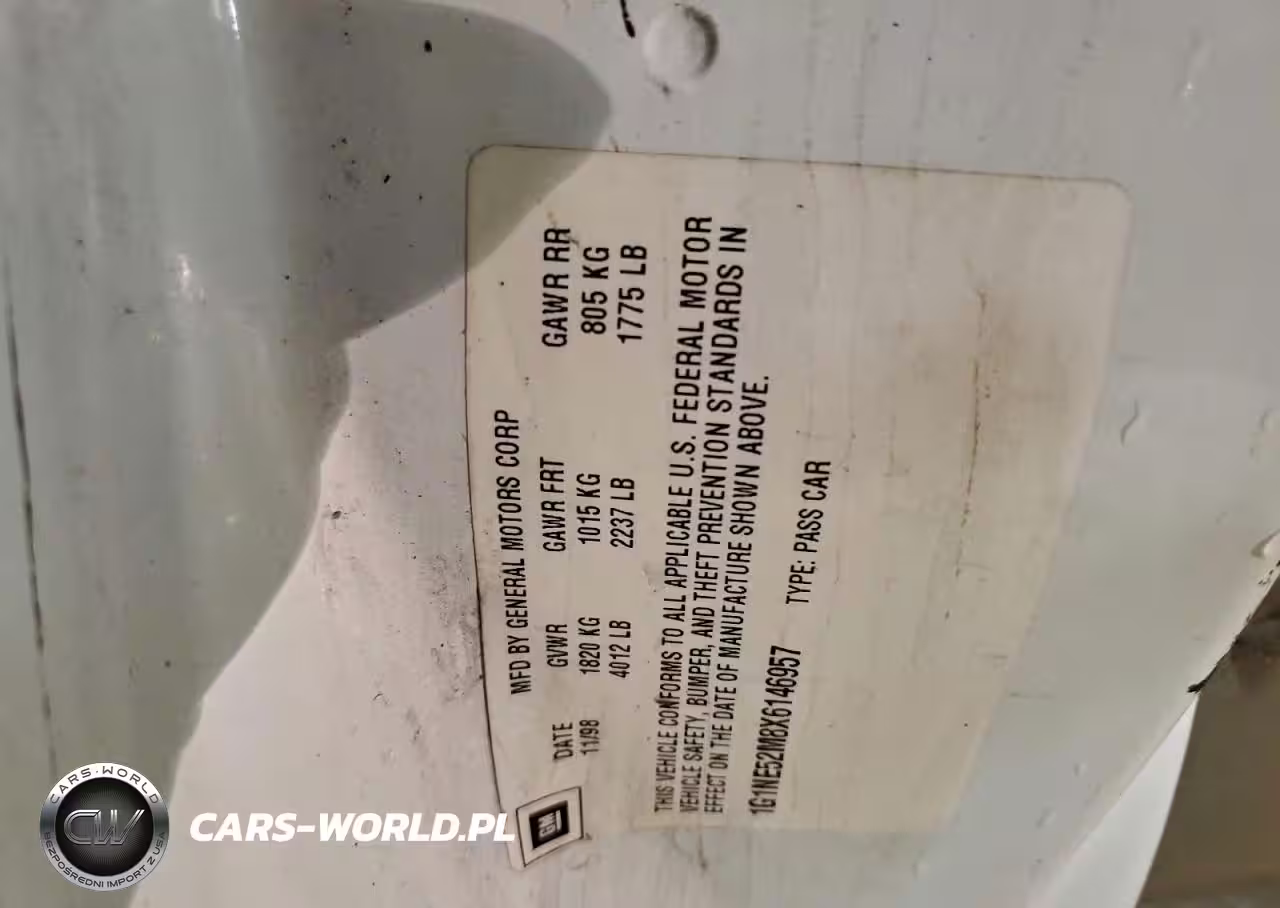 MFD BY GENERAL MOTORS CORP
DATE GVWR GAWR FRT GAWR RR
11/98 1820 KG 1015 KG 805 KG
4012 LB 2237 LB 1775 LB
THIS VEHICLE CONFORMS TO ALL APPLICABLE U.S. FEDERAL MOTOR
VEHICLE SAFETY, BUMPER, AND THEFT PREVENTION STANDARDS IN
EFFECT ON THE DATE OF MANUFACTURE SHOWN ABOVE.
1G1NE52M8X6146957 TYPE: PASS CAR
GM
CARS-WORLD
CW
BEZPOŚREDNI IMPORT Z USA
CARS-WORLD.PL